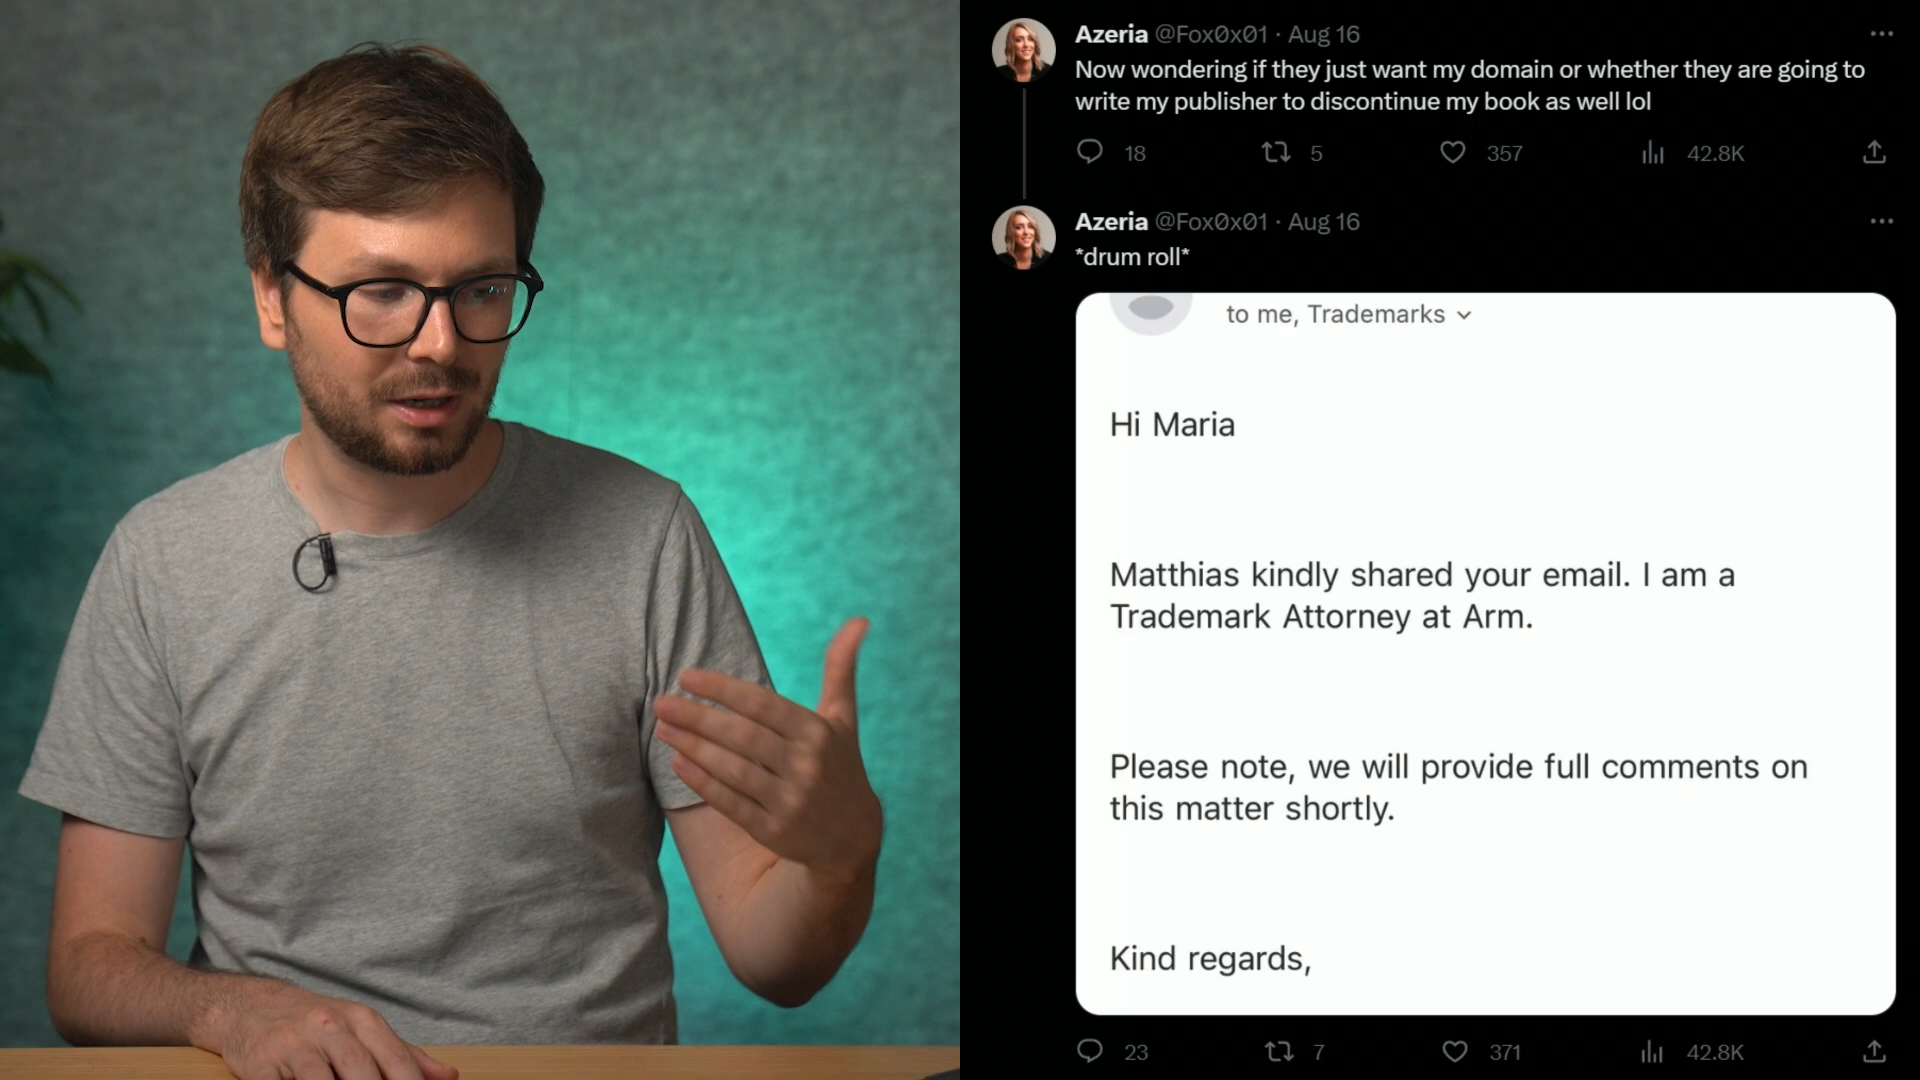 Azeria @Fox0x01 · Aug 16
Now wondering if they just want my domain or whether they are going to
write my publisher to discontinue my book as well lol
18 5 357 42.8K
Azeria @Fox0x01 · Aug 16
*drum roll*
to me, Trademarks
Hi Maria
Matthias kindly shared your email. I am a
Trademark Attorney at Arm.
Please note, we will provide full comments on
this matter shortly.
Kind regards,
23 7 371 42.8K